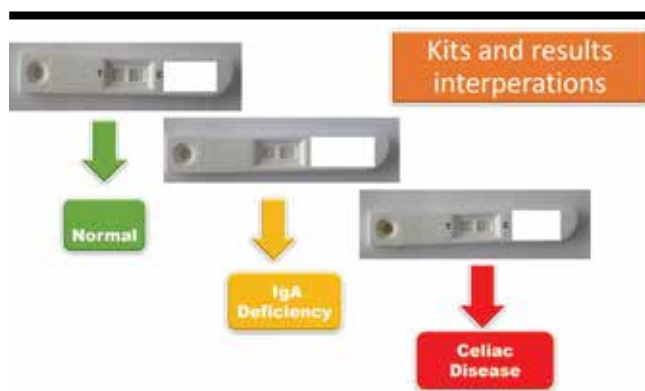 Kits and results
interperations
T
Normal
IgA
Deficiency
Celiac
Disease